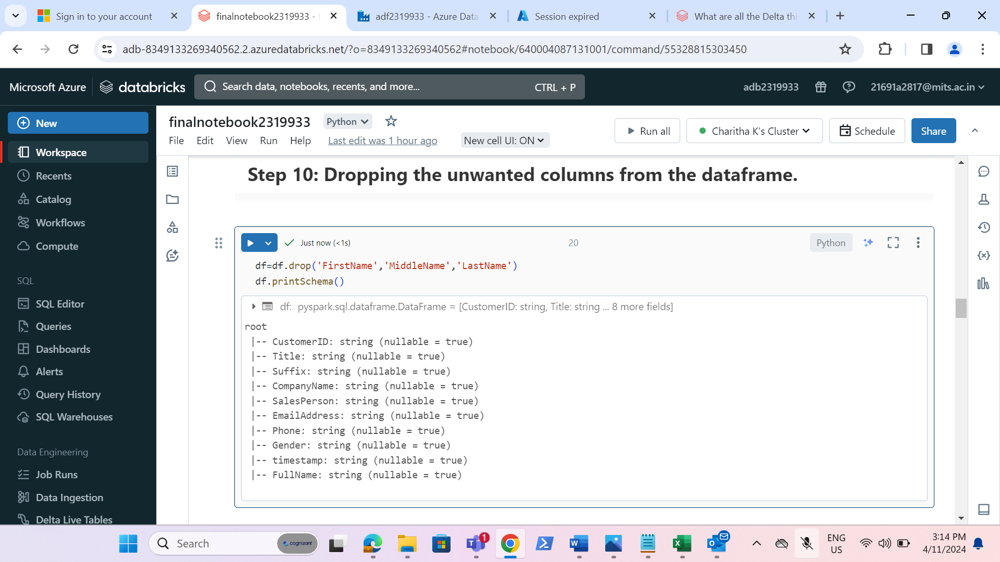 Sign in to your account
finalnotebook2319933 -
adf2319933 - Azure Data
Session expired
What are all the Delta thi
adb-8349133269340562.2.azuredatabricks.net/?o=8349133269340562#notebook/640004087131001/command/55328815303450
Microsoft Azure
databricks
Search data, notebooks, recents, and more...
CTRL + P
adb2319933
21691a2817@mits.ac.in
New
Workspace
Recents
Catalog
Workflows
Compute
SQL
SQL Editor
Queries
Dashboards
Alerts
Query History
SQL Warehouses
Data Engineering
Job Runs
Data Ingestion
Delta Live Tables
finalnotebook2319933
Python
File Edit View Run Help
Last edit was 1 hour ago
New cell UI: ON
Run all
Charitha K's Cluster
Schedule
Share
Step 10: Dropping the unwanted columns from the dataframe.
Just now (<1s)
20
Python
df=df.drop('FirstName','MiddleName','LastName')
df.printSchema()
df: pyspark.sql.dataframe.DataFrame = [CustomerID: string, Title: string ... 8 more fields]
root
|-- CustomerID: string (nullable = true)
|-- Title: string (nullable = true)
|-- Suffix: string (nullable = true)
|-- CompanyName: string (nullable = true)
|-- SalesPerson: string (nullable = true)
|-- EmailAddress: string (nullable = true)
|-- Phone: string (nullable = true)
|-- Gender: string (nullable = true)
|-- timestamp: string (nullable = true)
|-- FullName: string (nullable = true)
Search
cognizant
1
ENG
US
3:14 PM
4/11/2024